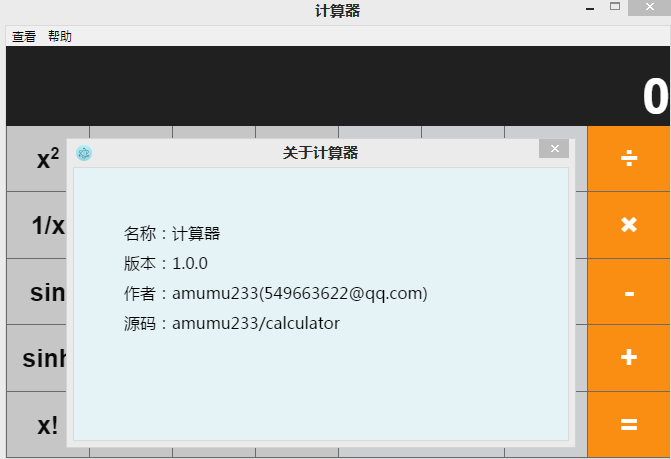 计算器
查看 帮助
0
x²
÷
关于计算器
1/x
×
名称：计算器
版本：1.0.0
sin
作者：amumu233(549663622@qq.com)
-
源码：amumu233/calculator
sinh
+
x!
=